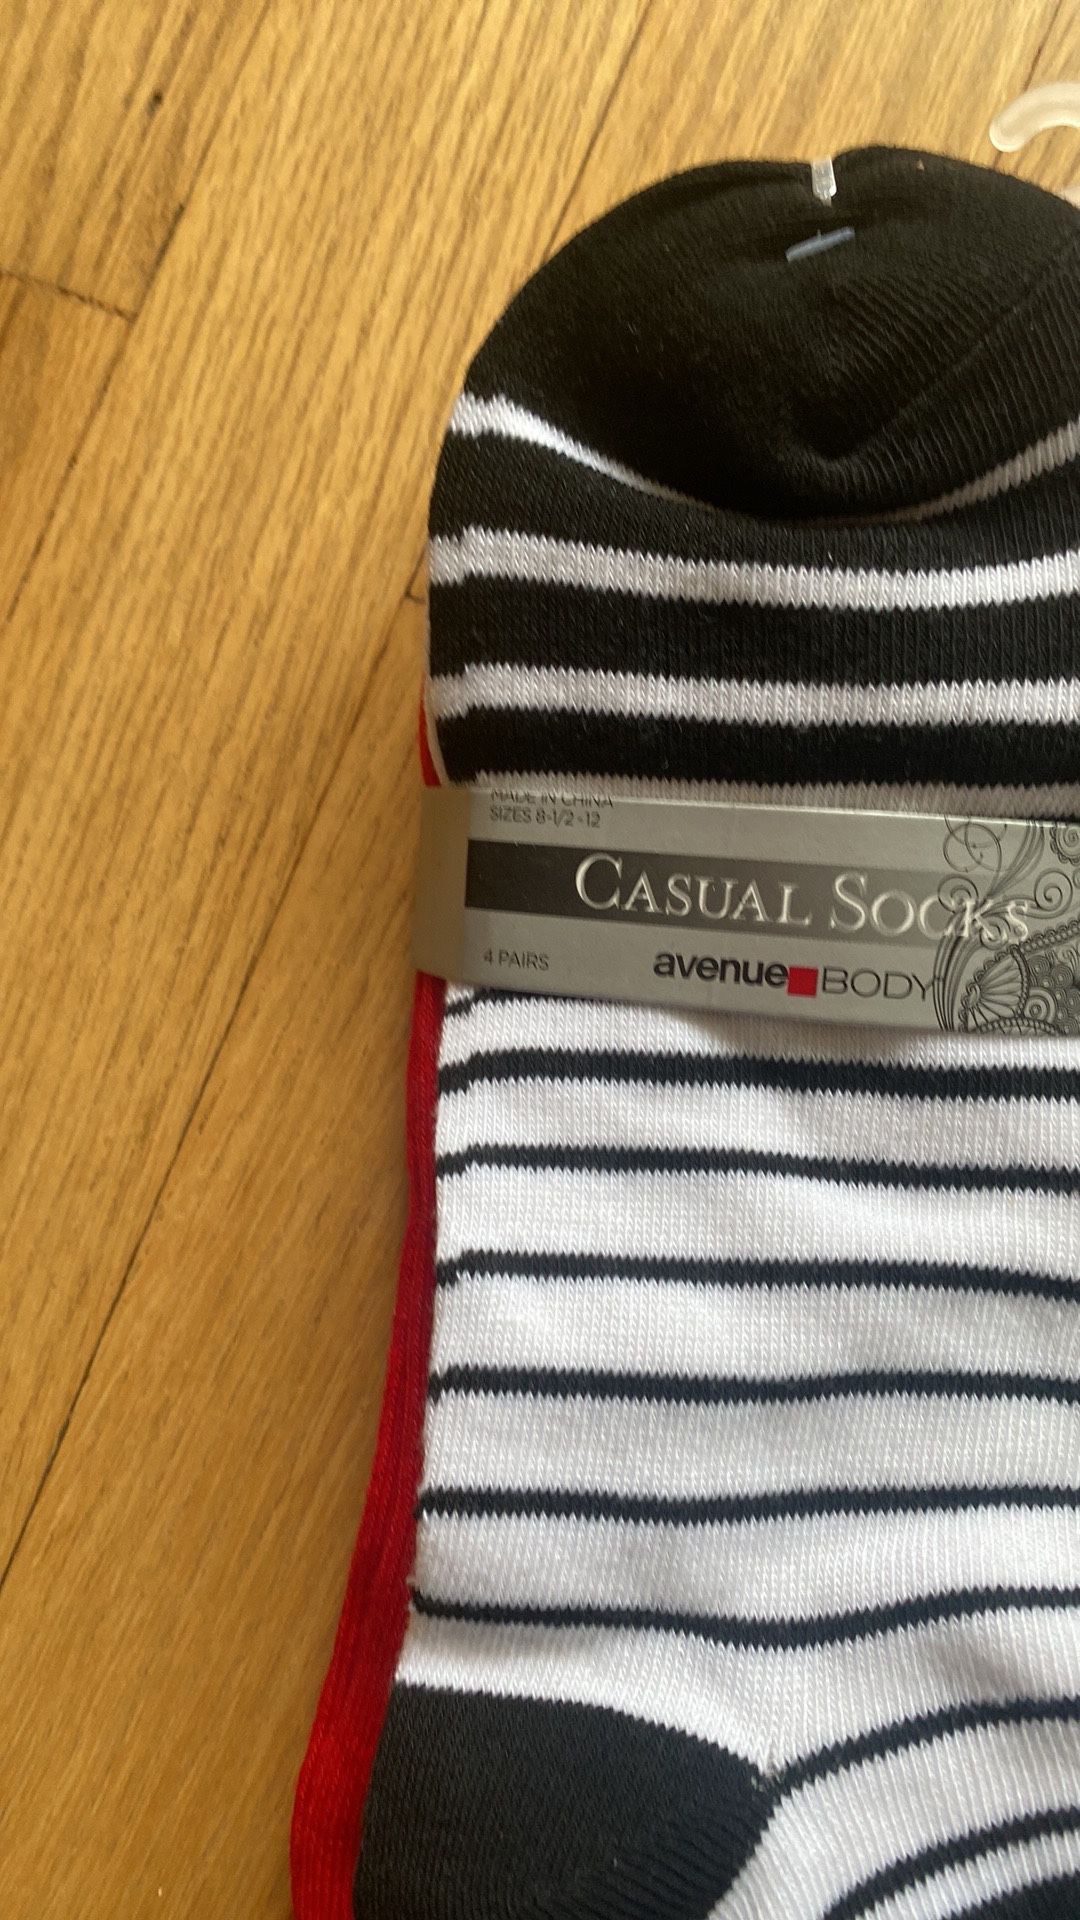 MADE IN CHINA
SIZES 8-1/2 -12
CASUAL SOCKS
4 PAIRS
avenue BODY